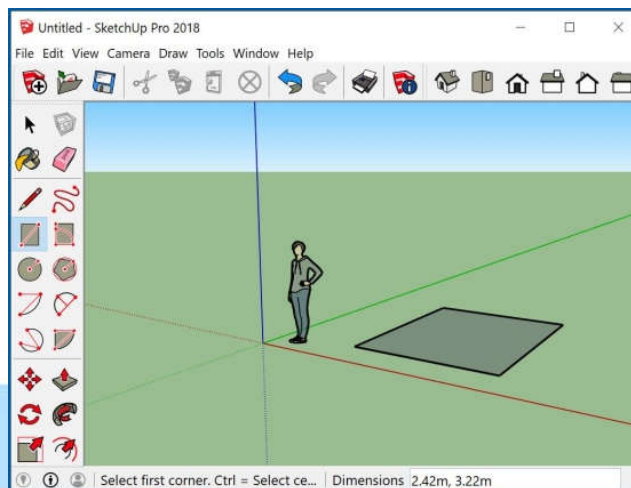 Untitled - SketchUp Pro 2018
File Edit View Camera Draw Tools Window Help
Select first corner. Ctrl = Select ce... Dimensions 2.42m, 3.22m